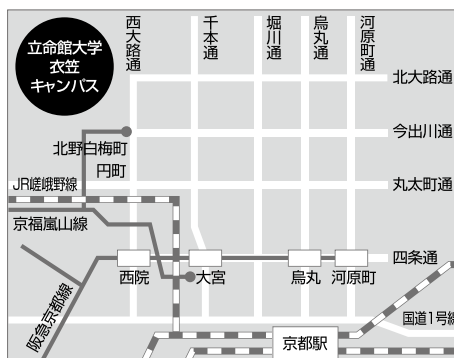 立命館大学
衣笠
キャンパス
西大路通
千本通
堀川通
烏丸通
河原町通
北大路通
今出川通
北野白梅町
円町
JR嵯峨野線
丸太町通
京福嵐山線
四条通
西院
大宮
烏丸
河原町
阪急京都線
国道1号線
京都駅